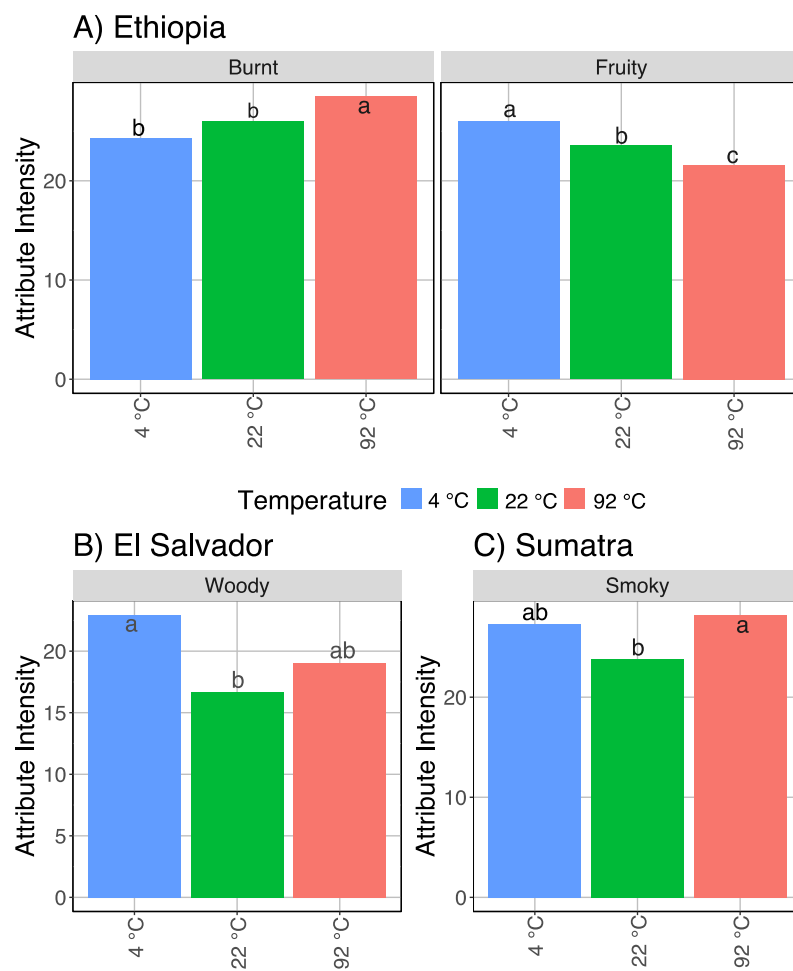 A) Ethiopia
Burnt
Fruity
Attribute Intensity
20
10
0
b
b
a
a
b
c
4 °C
22 °C
92 °C
4 °C
22 °C
92 °C
Temperature 4 °C 22 °C 92 °C
B) El Salvador
Woody
Attribute Intensity
20
15
10
5
0
a
b
ab
4 °C
22 °C
92 °C
C) Sumatra
Smoky
Attribute Intensity
20
10
0
ab
b
a
4 °C
22 °C
92 °C